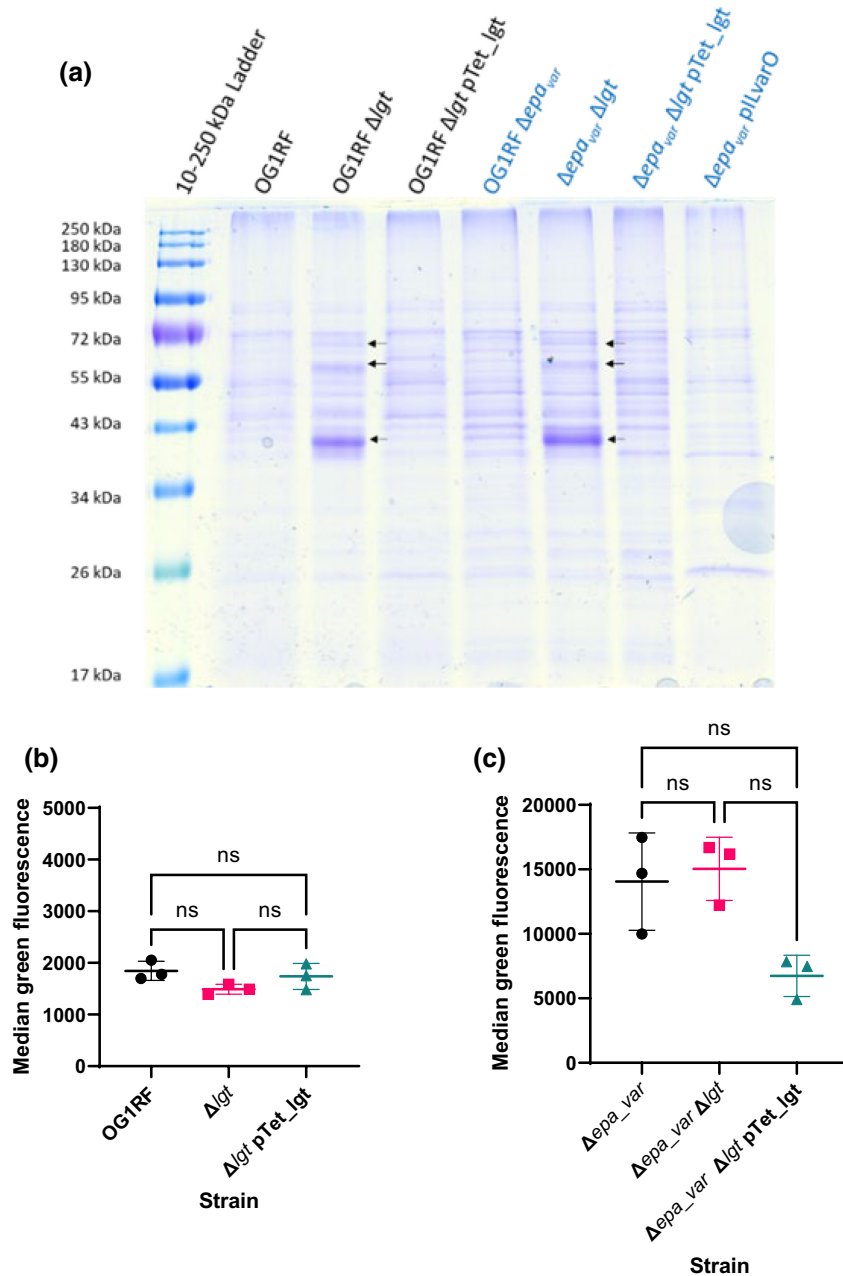 (a)
10-250 kDa Ladder
OG1RF
OG1RF Δlgt
OG1RF Δlgt pTet_lgt
OG1RF Δepa_var
Δepa_var Δlgt
Δepa_var Δlgt pTet_lgt
Δepa_var pILvarO
250 kDa
180 kDa
130 kDa
95 kDa
72 kDa
55 kDa
43 kDa
34 kDa
26 kDa
17 kDa
(b)
Median green fluorescence
5000
4000
3000
2000
1000
0
ns
ns
ns
OG1RF
Δlgt
Δlgt pTet_lgt
Strain
(c)
Median green fluorescence
20000
15000
10000
5000
0
ns
ns
ns
Δepa_var
Δepa_var Δlgt
Δepa_var Δlgt pTet_lgt
Strain